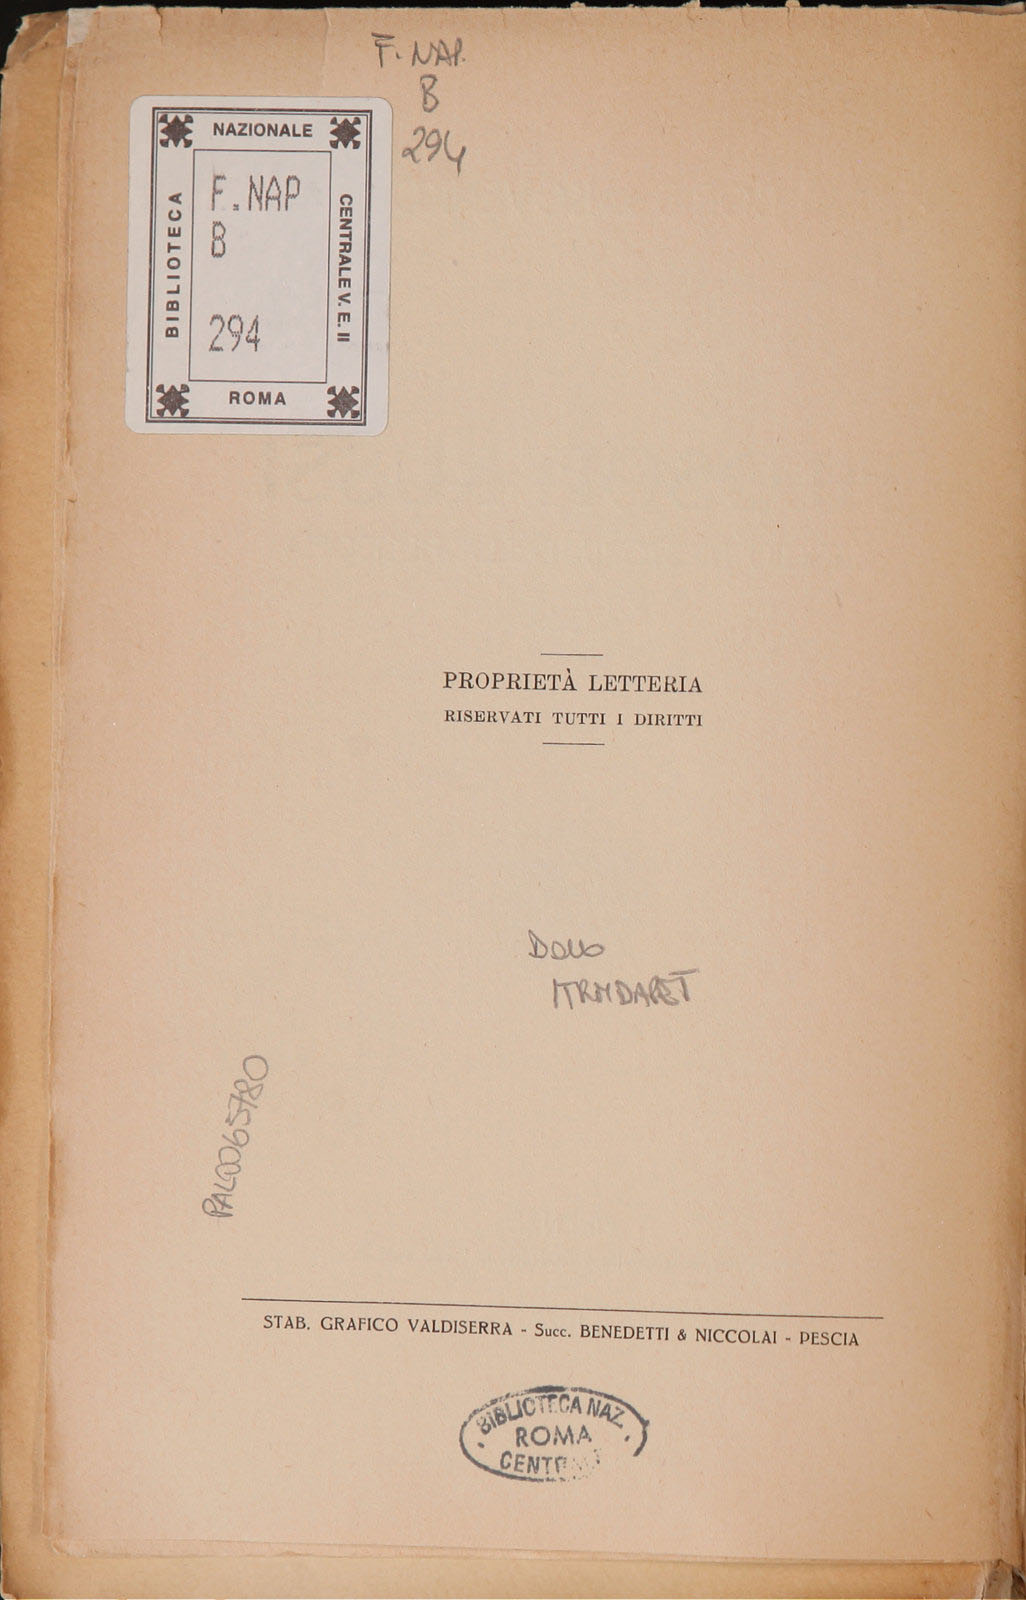 F. NAP.
B
294
NAZIONALE
BIBLIOTECA
CENTRALE V. E. II
F. NAP
B
294
ROMA
PROPRIETÀ LETTERIA
RISERVATI TUTTI I DIRITTI
PAL0065780
STAB. GRAFICO VALDISERRA - Succ. BENEDETTI & NICCOLAI - PESCIA
BIBLIOTECA NAZ.
ROMA